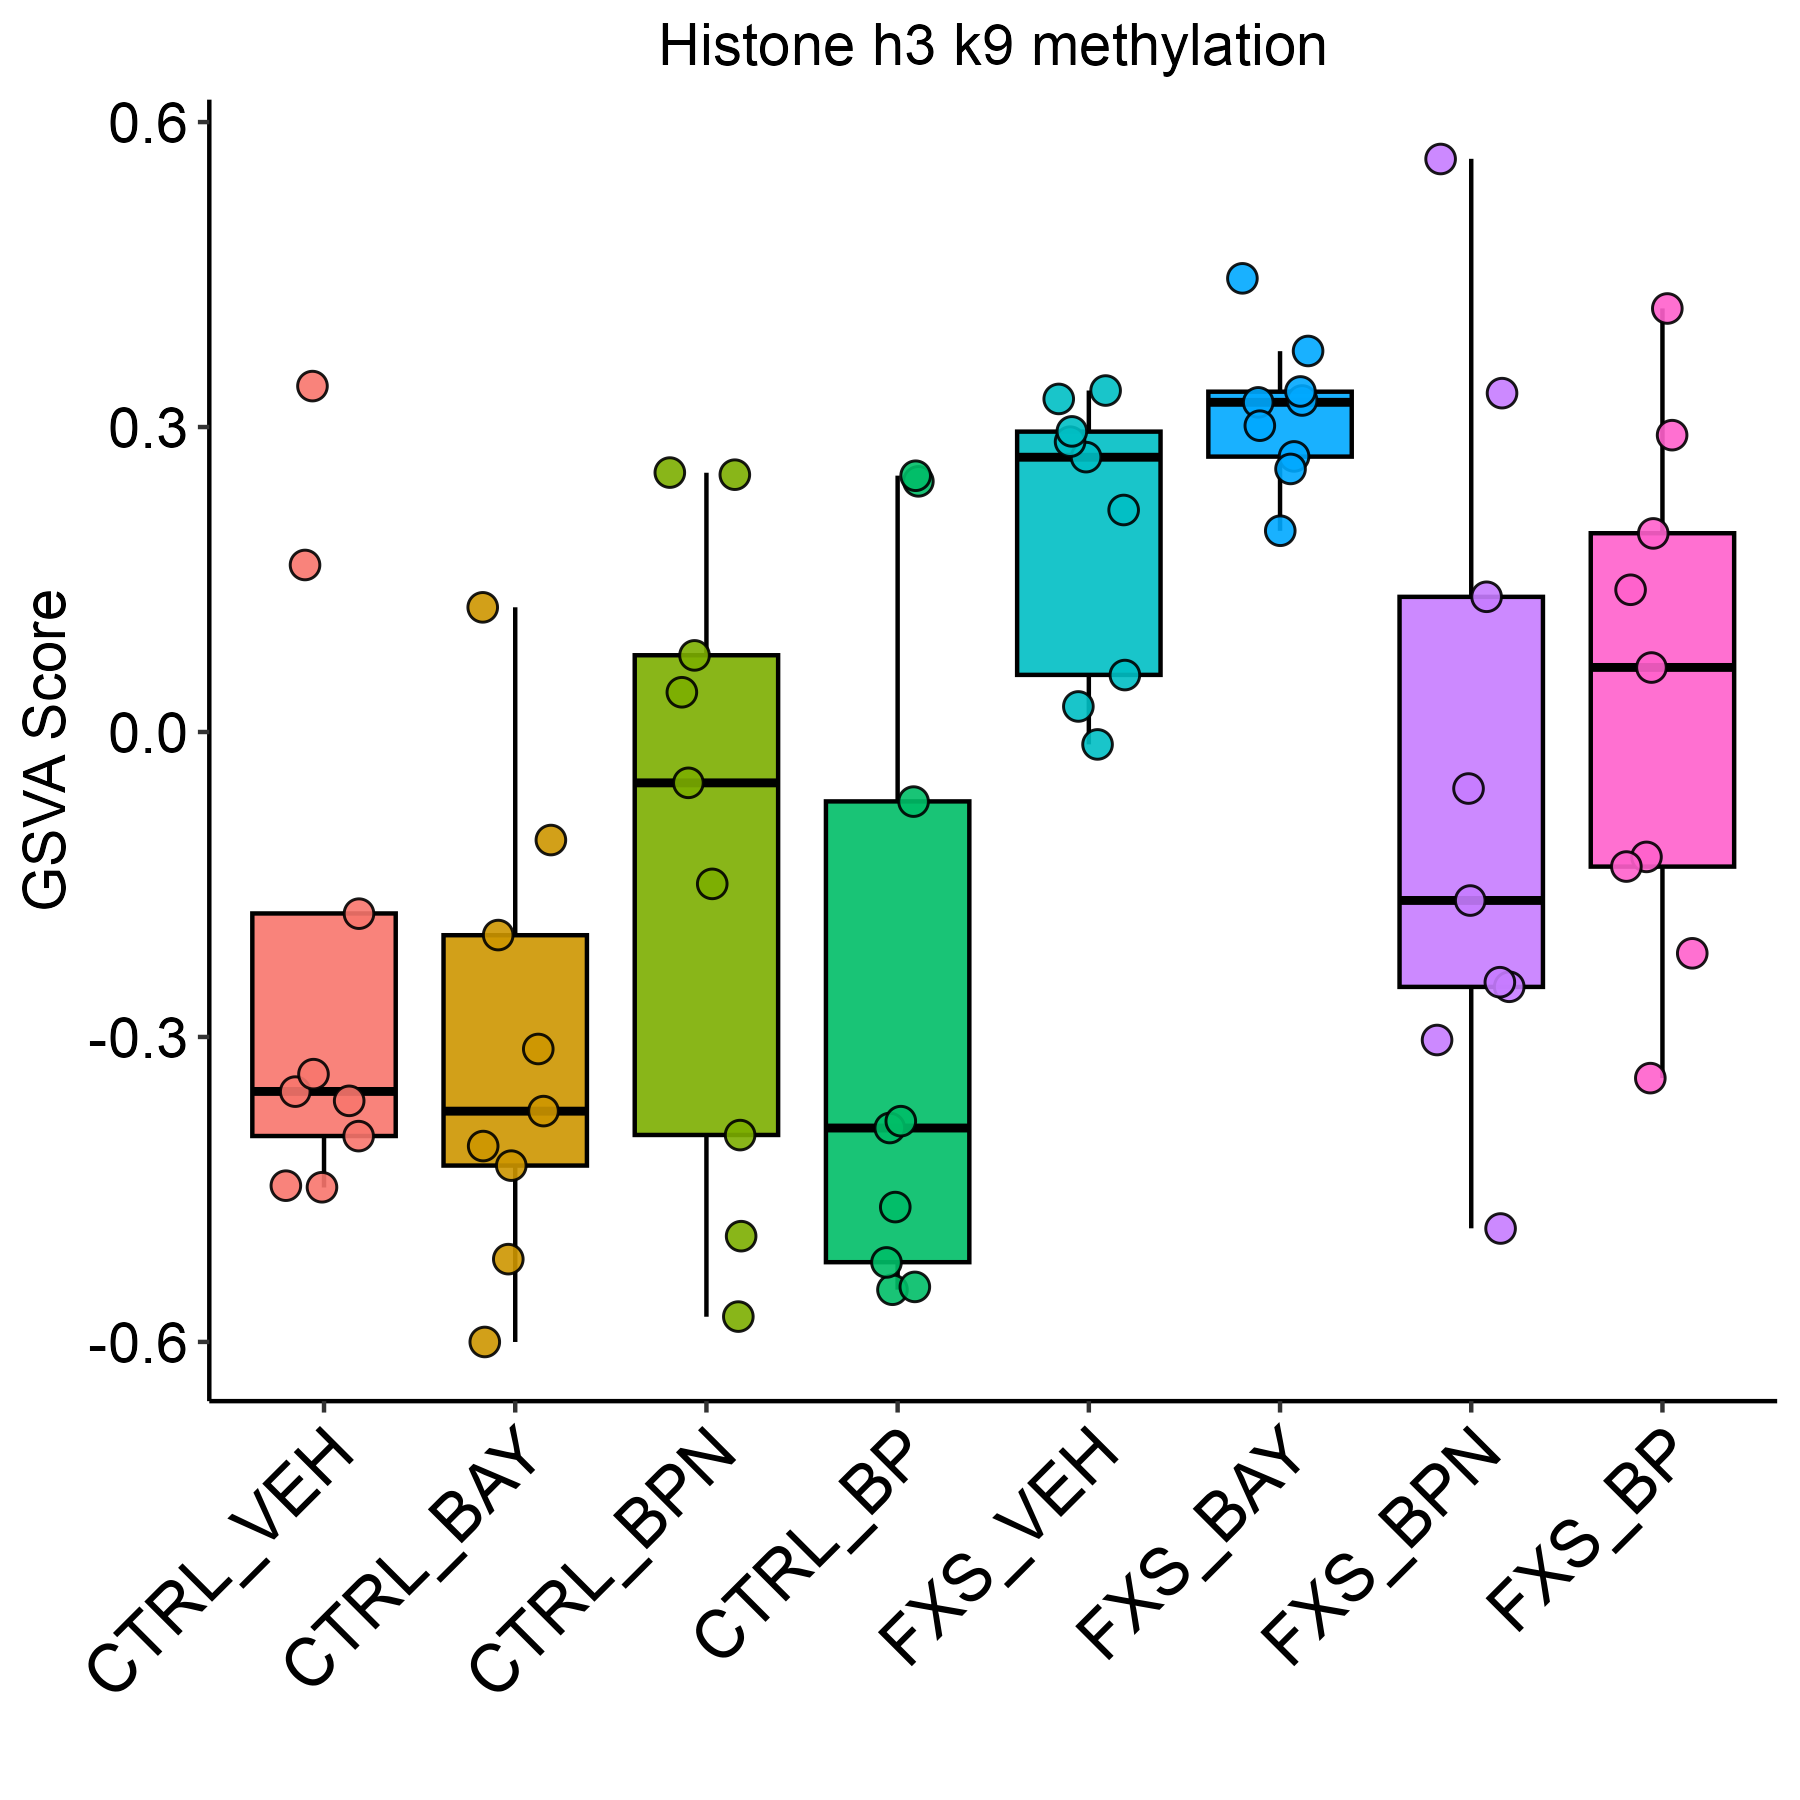 Histone h3 k9 methylation
GSVA Score
0.6
0.3
0.0
-0.3
-0.6
CTRL_VEH
CTRL_BAY
CTRL_BPN
CTRL_BP
FXS_VEH
FXS_BAY
FXS_BPN
FXS_BP